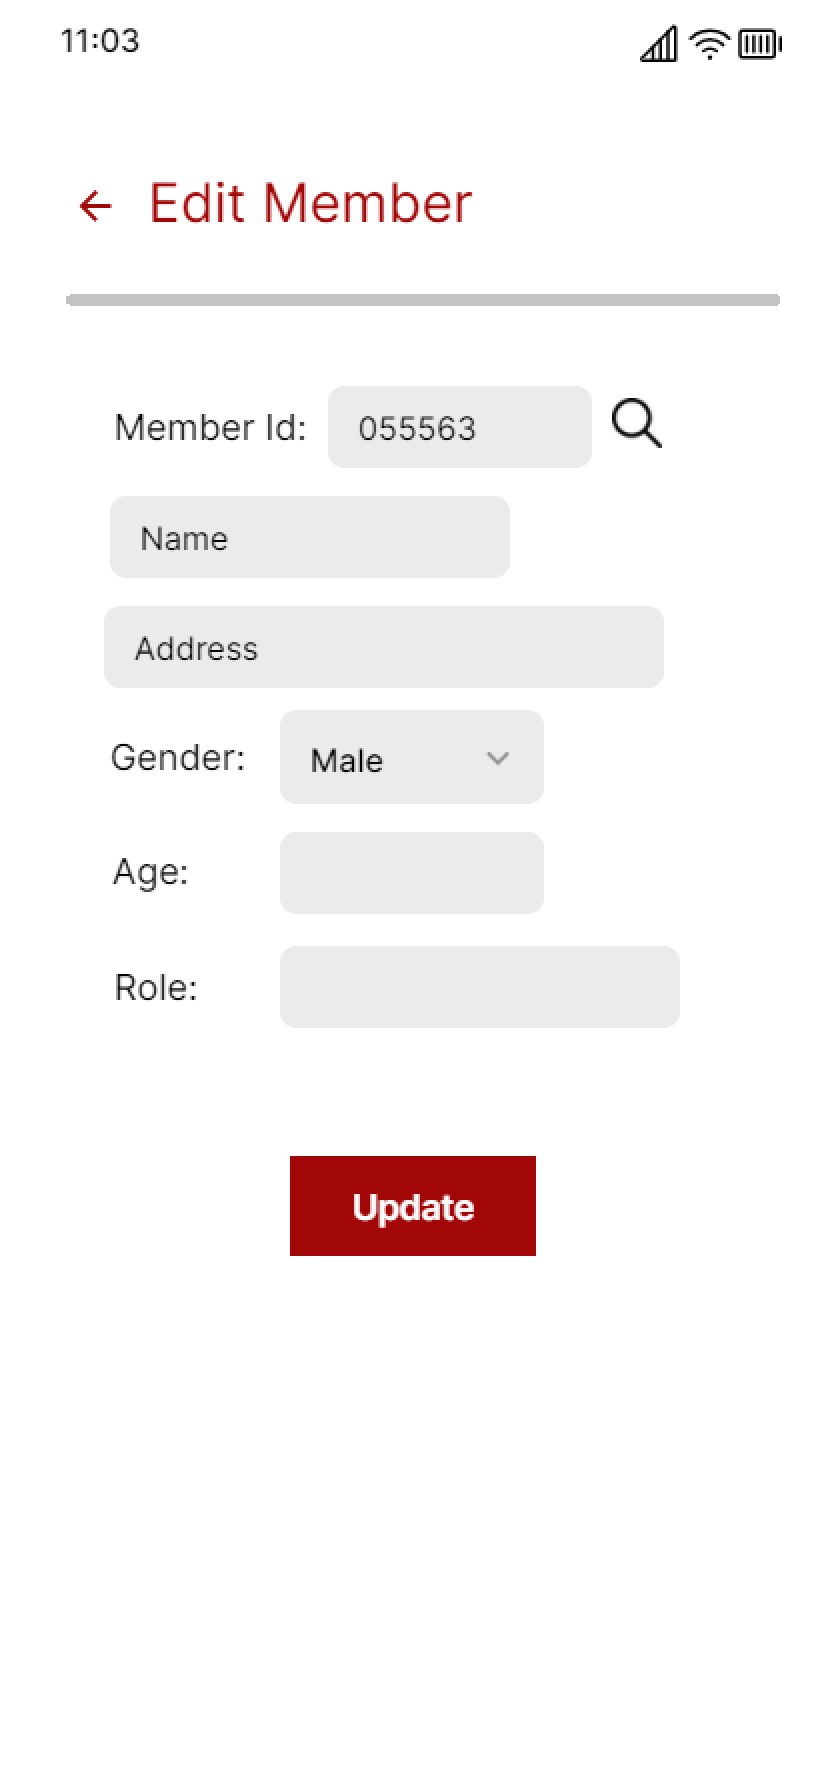 11:03
Edit Member
Member Id: 055563
Name
Address
Gender: Male
Age:
Role:
Update